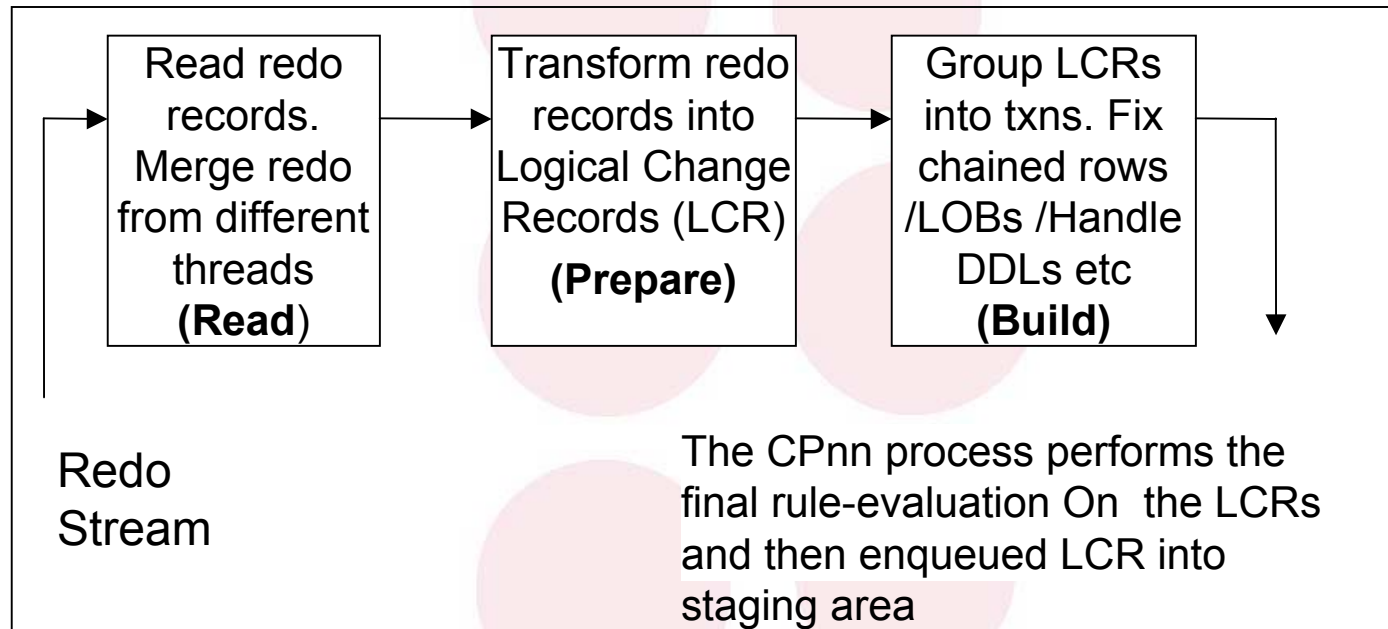 Read redo
records.
Merge redo
from different
threads
(Read)
Transform redo
records into
Logical Change
Records (LCR)
(Prepare)
Group LCRs
into txns. Fix
chained rows
/LOBs /Handle
DDLs etc
(Build)
Redo
Stream
The CPnn process performs the
final rule-evaluation On the LCRs
and then enqueued LCR into
staging area